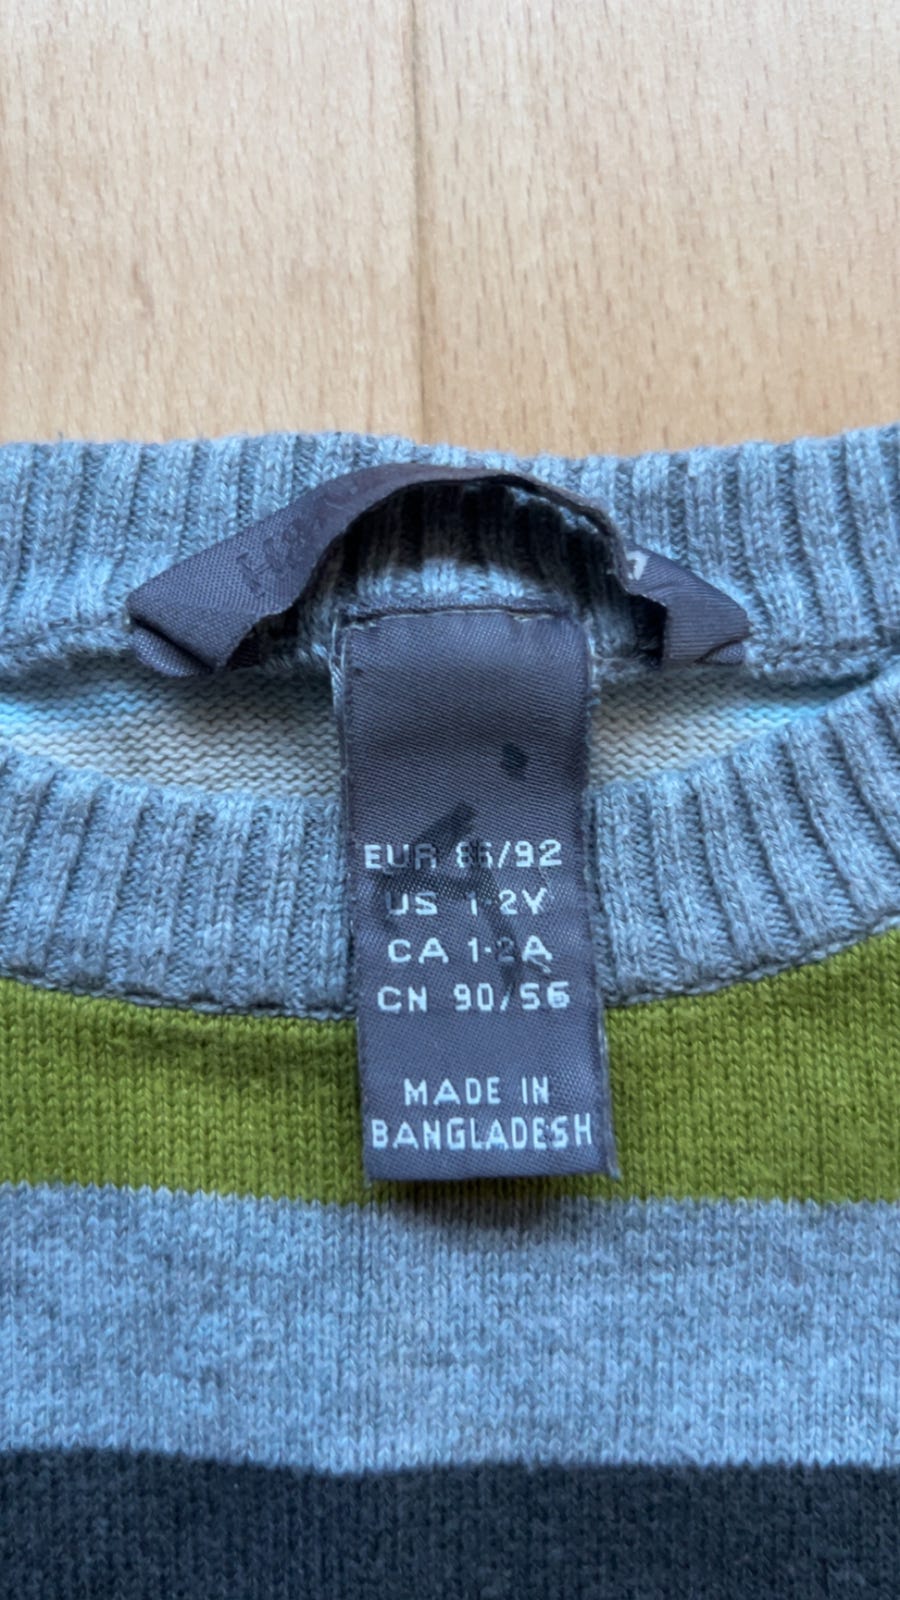 EUR 86/92
US 1-2Y
CA 1-2A
CN 90/56
MADE IN
BANGLADESH